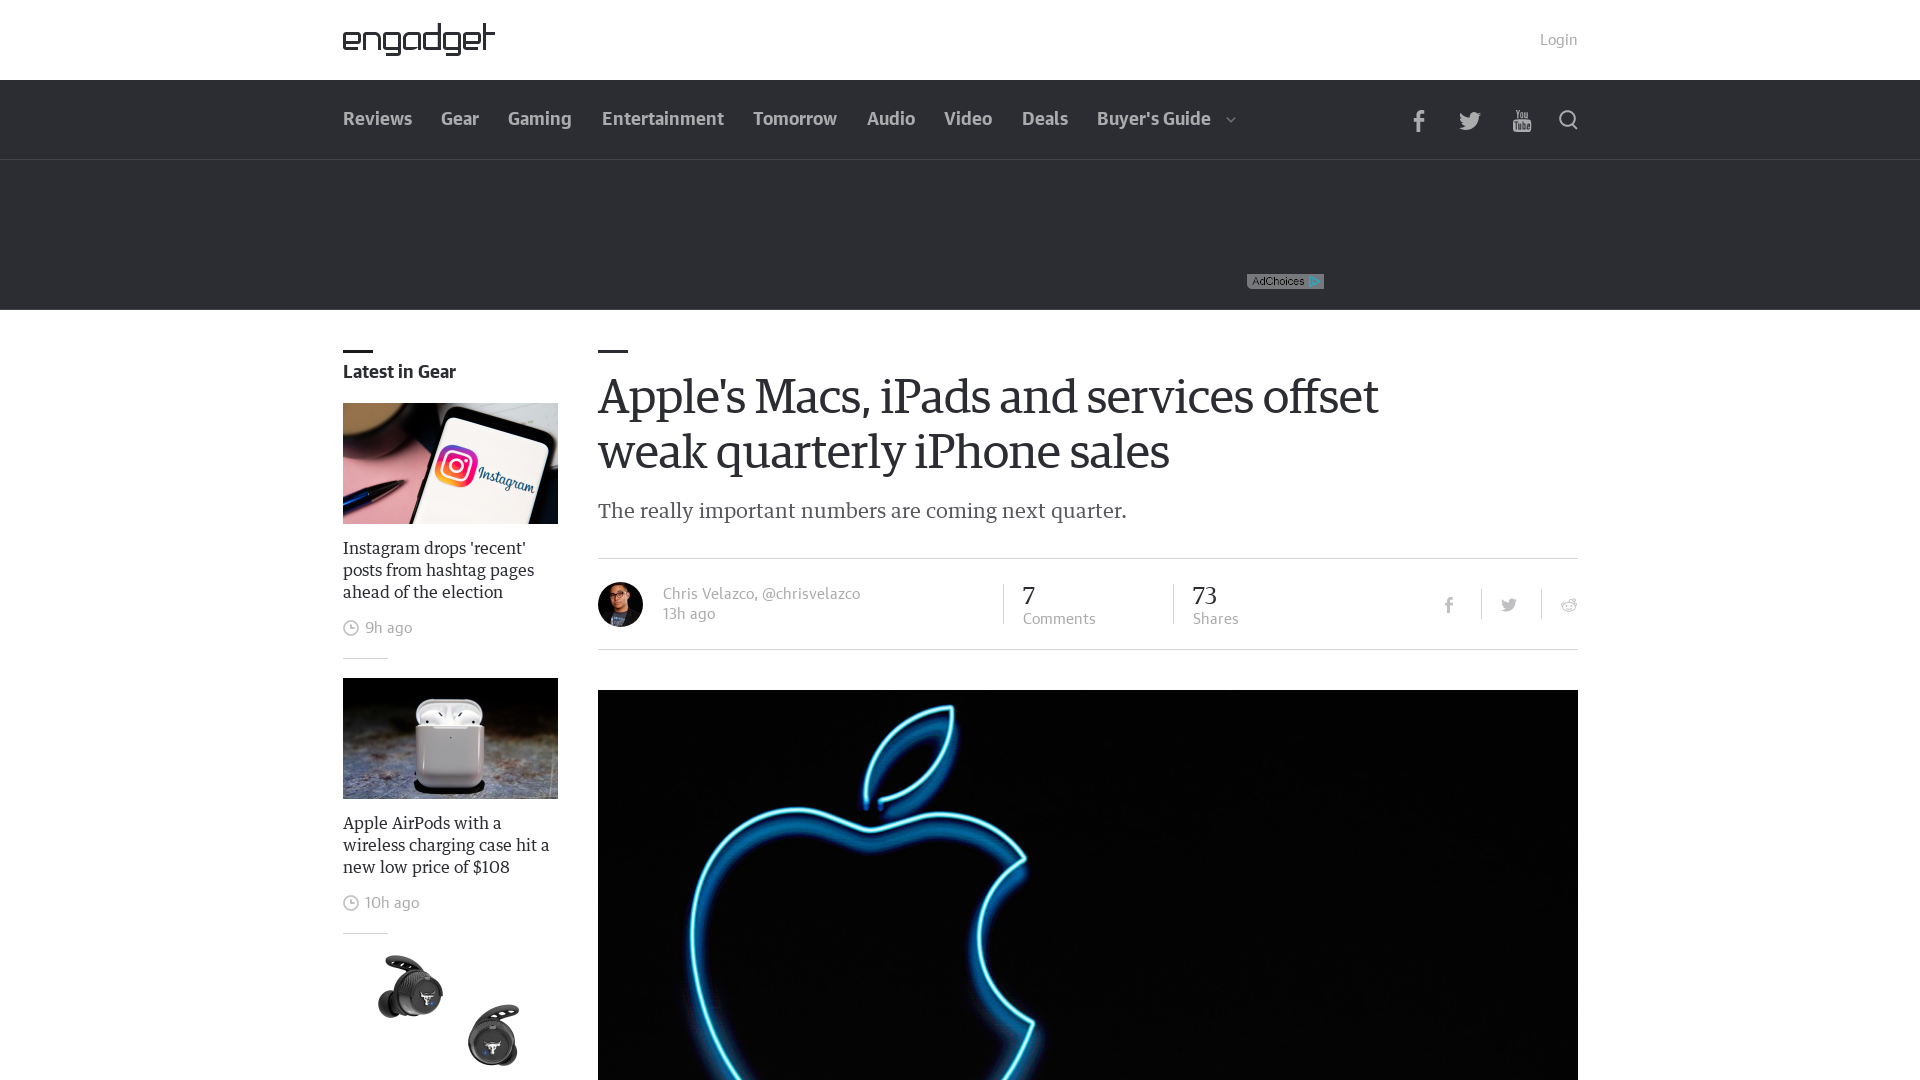 engadget
Login
Reviews
Gear
Gaming
Entertainment
Tomorrow
Audio
Video
Deals
Buyer's Guide
You
Tube
AdChoices
Latest in Gear
Instagram
Instagram drops 'recent'
posts from hashtag pages
ahead of the election
9h ago
Apple AirPods with a
wireless charging case hit a
new low price of $108
10h ago
Apple's Macs, iPads and services offset
weak quarterly iPhone sales
The really important numbers are coming next quarter.
Chris Velazco, @chrisvelazco
13h ago
7
Comments
73
Shares